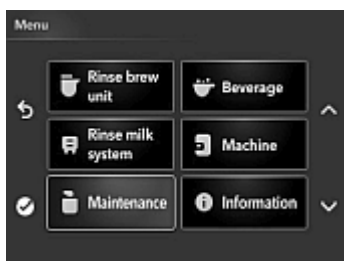 Menu
Rinse brew
unit
Beverage
Rinse milk
system
Machine
Maintenance
Information